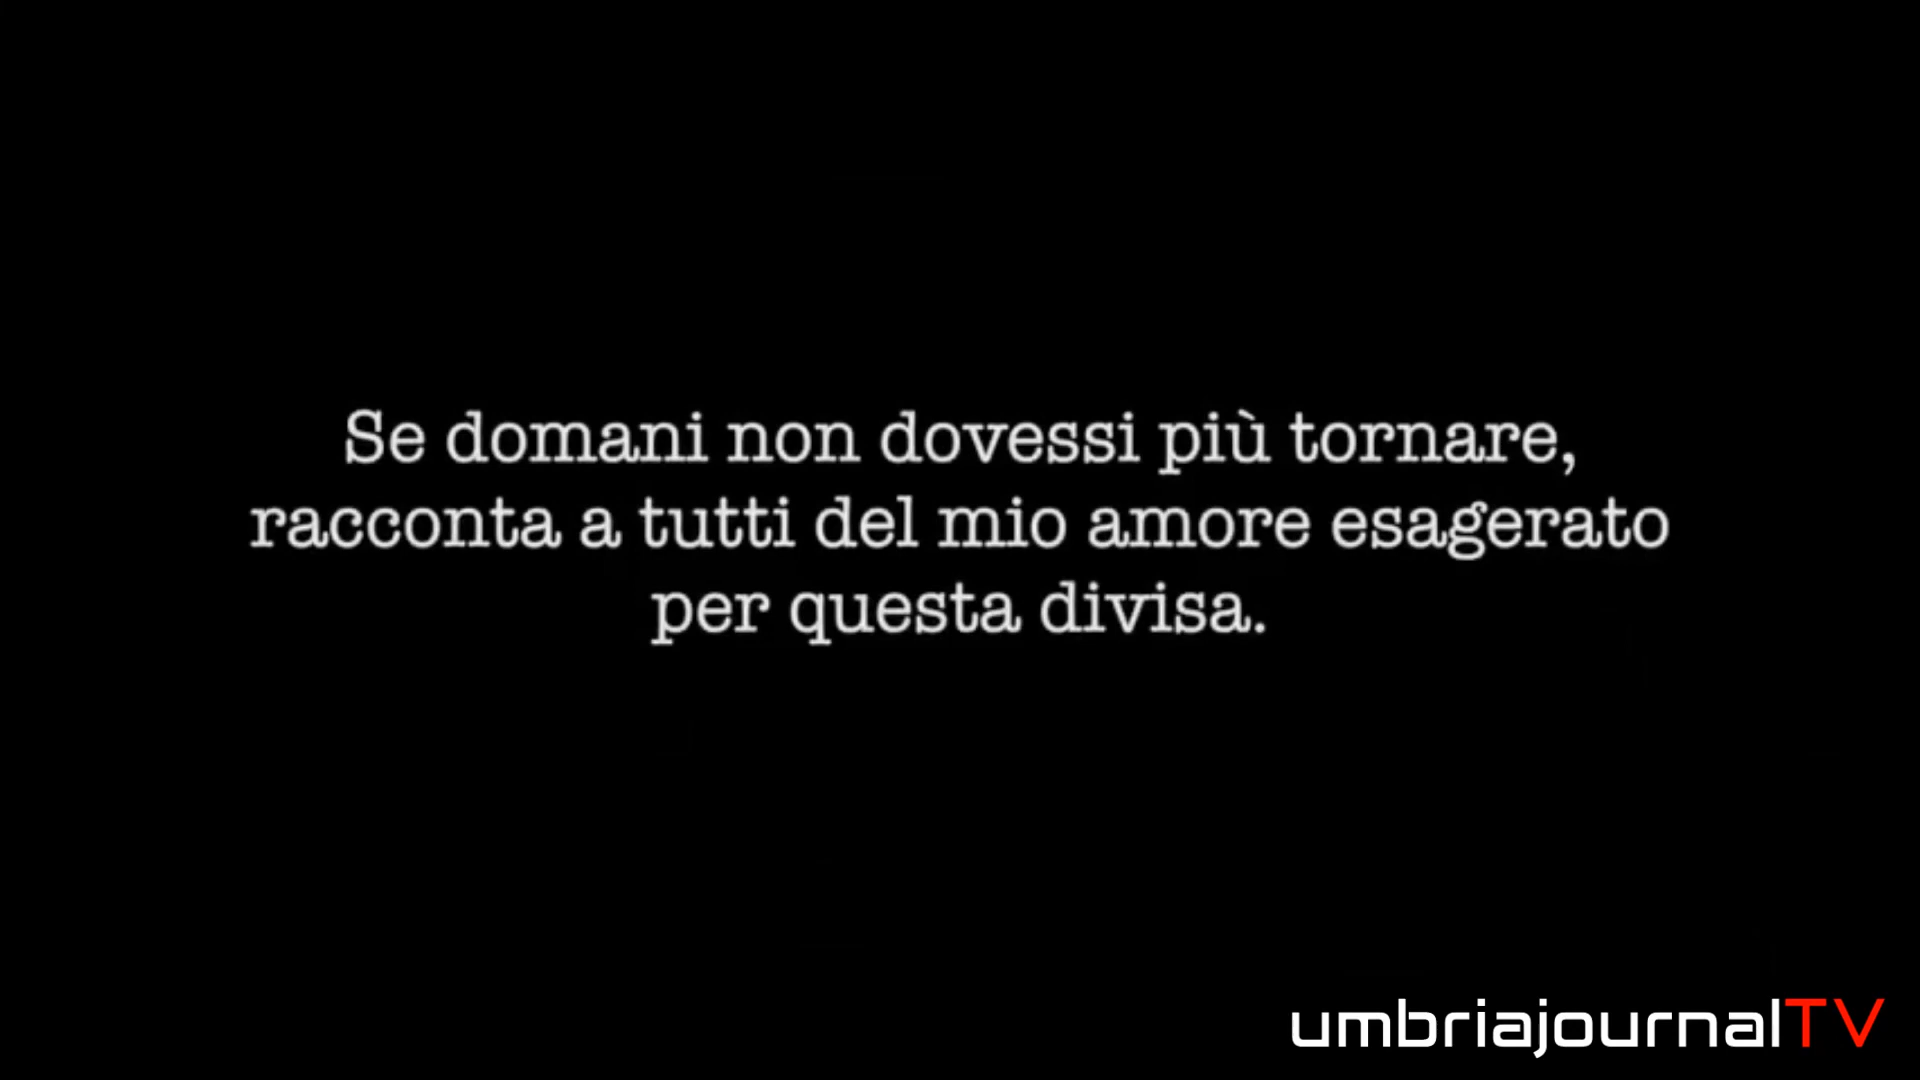 Se domani non dovessi più tornare,
racconta a tutti del mio amore esagerato
per questa divisa.
umbriajournalTV